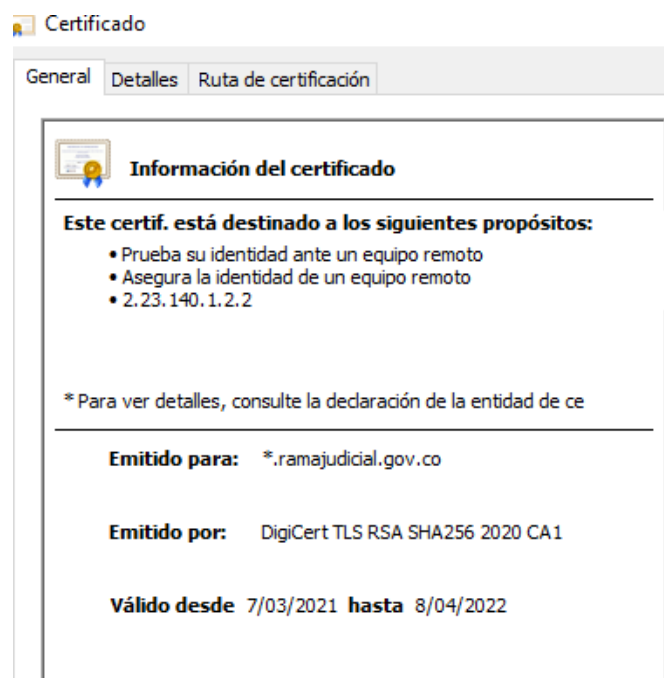 Certificado
General Detalles Ruta de certificación
Información del certificado
Este certif. está destinado a los siguientes propósitos:
• Prueba su identidad ante un equipo remoto
• Asegura la identidad de un equipo remoto
• 2.23.140.1.2.2
* Para ver detalles, consulte la declaración de la entidad de ce
Emitido para: *.ramajudicial.gov.co
Emitido por: DigiCert TLS RSA SHA256 2020 CA1
Válido desde 7/03/2021 hasta 8/04/2022